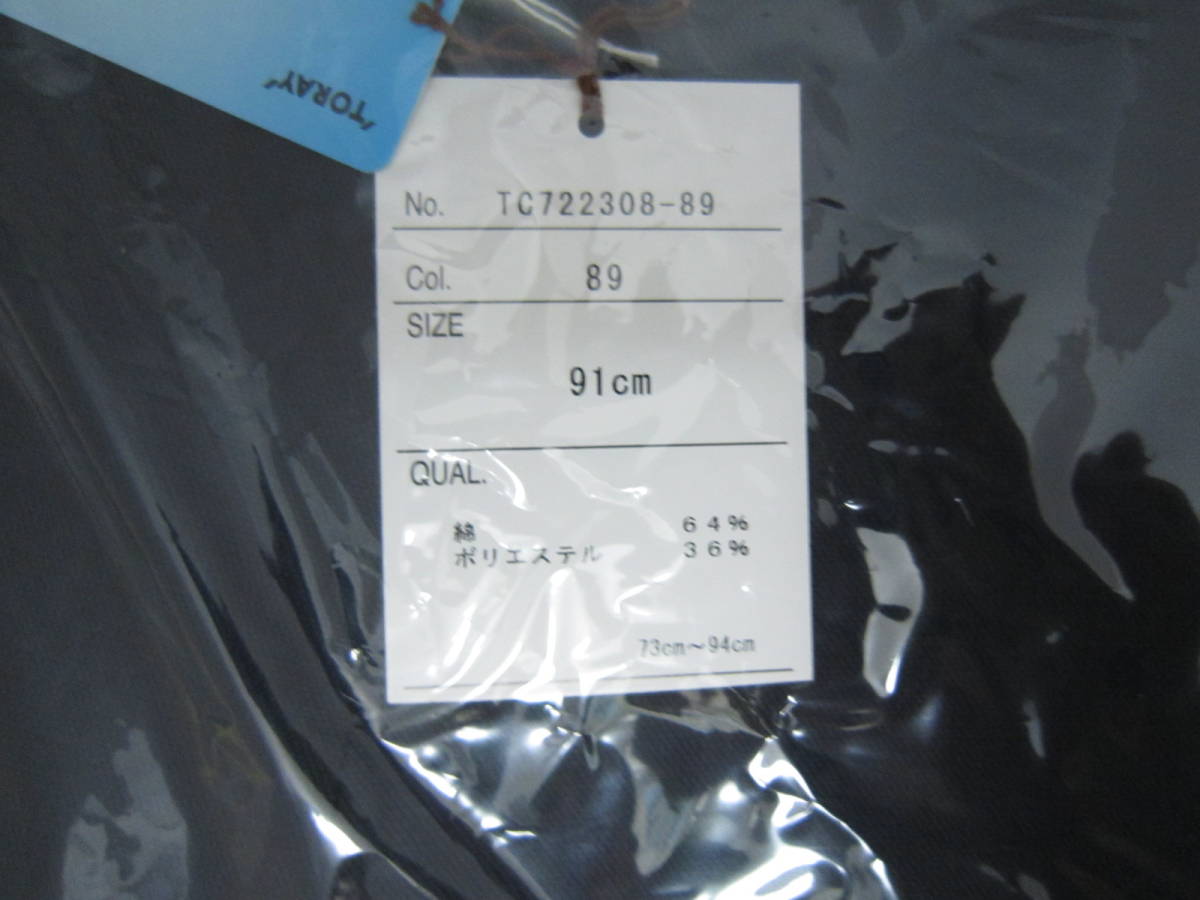 'TORAY'
No. TC722308-89
Col. 89
SIZE
91cm
QUAL.
綿 64%
ポリエステル 36%
73cm～94cm